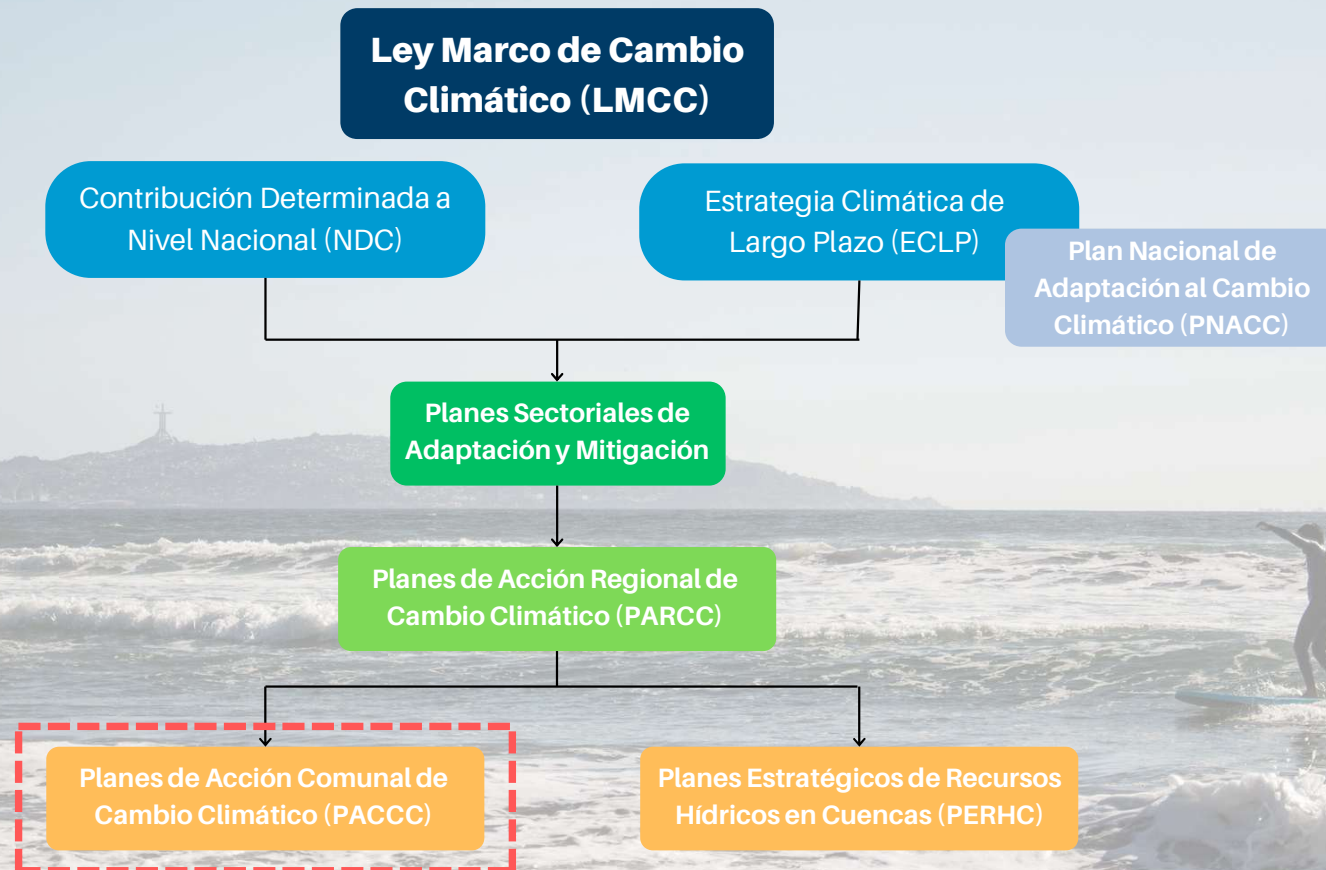 Ley Marco de Cambio
Climático (LMCC)
Contribución Determinada a
Nivel Nacional (NDC)
Estrategia Climática de
Largo Plazo (ECLP)
Plan Nacional de
Adaptación al Cambio
Climático (PNACC)
Planes Sectoriales de
Adaptación y Mitigación
Planes de Acción Regional de
Cambio Climático (PARCC)
Planes de Acción Comunal de
Cambio Climático (PACCC)
Planes Estratégicos de Recursos
Hídricos en Cuencas (PERHC)